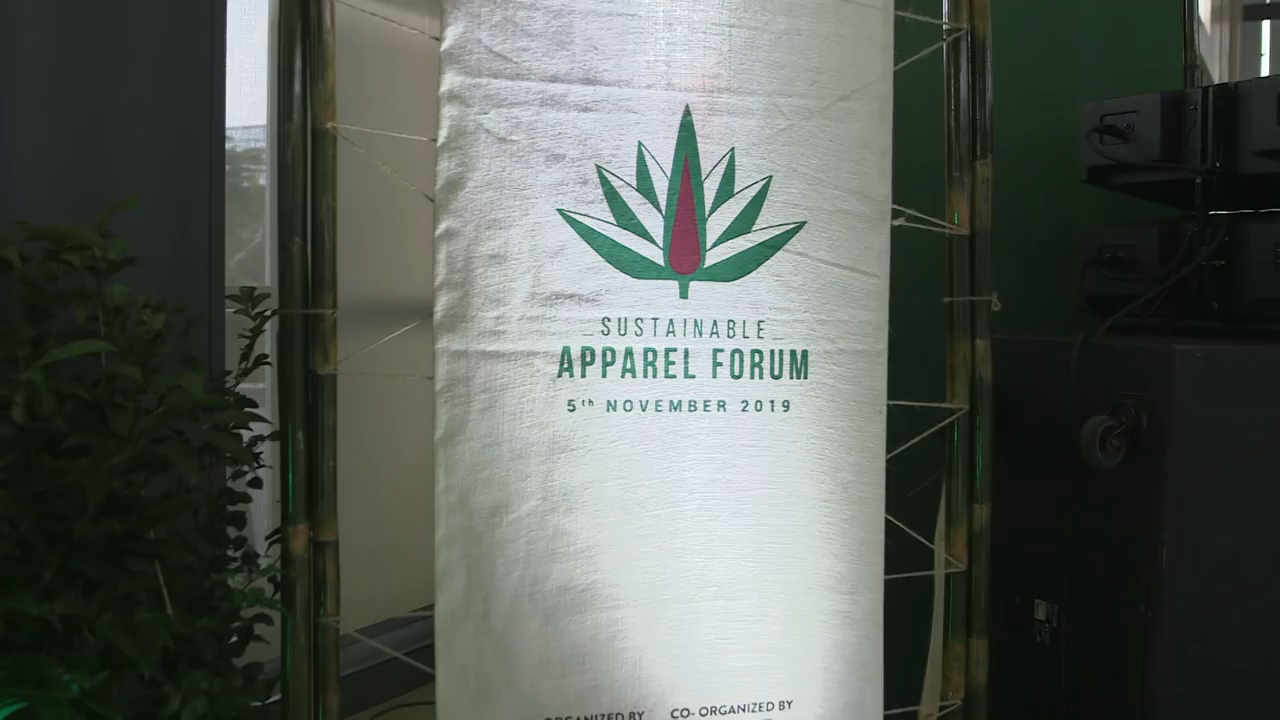 SUSTAINABLE
APPAREL FORUM
5th NOVEMBER 2019
ORGANIZED BY CO- ORGANIZED BY